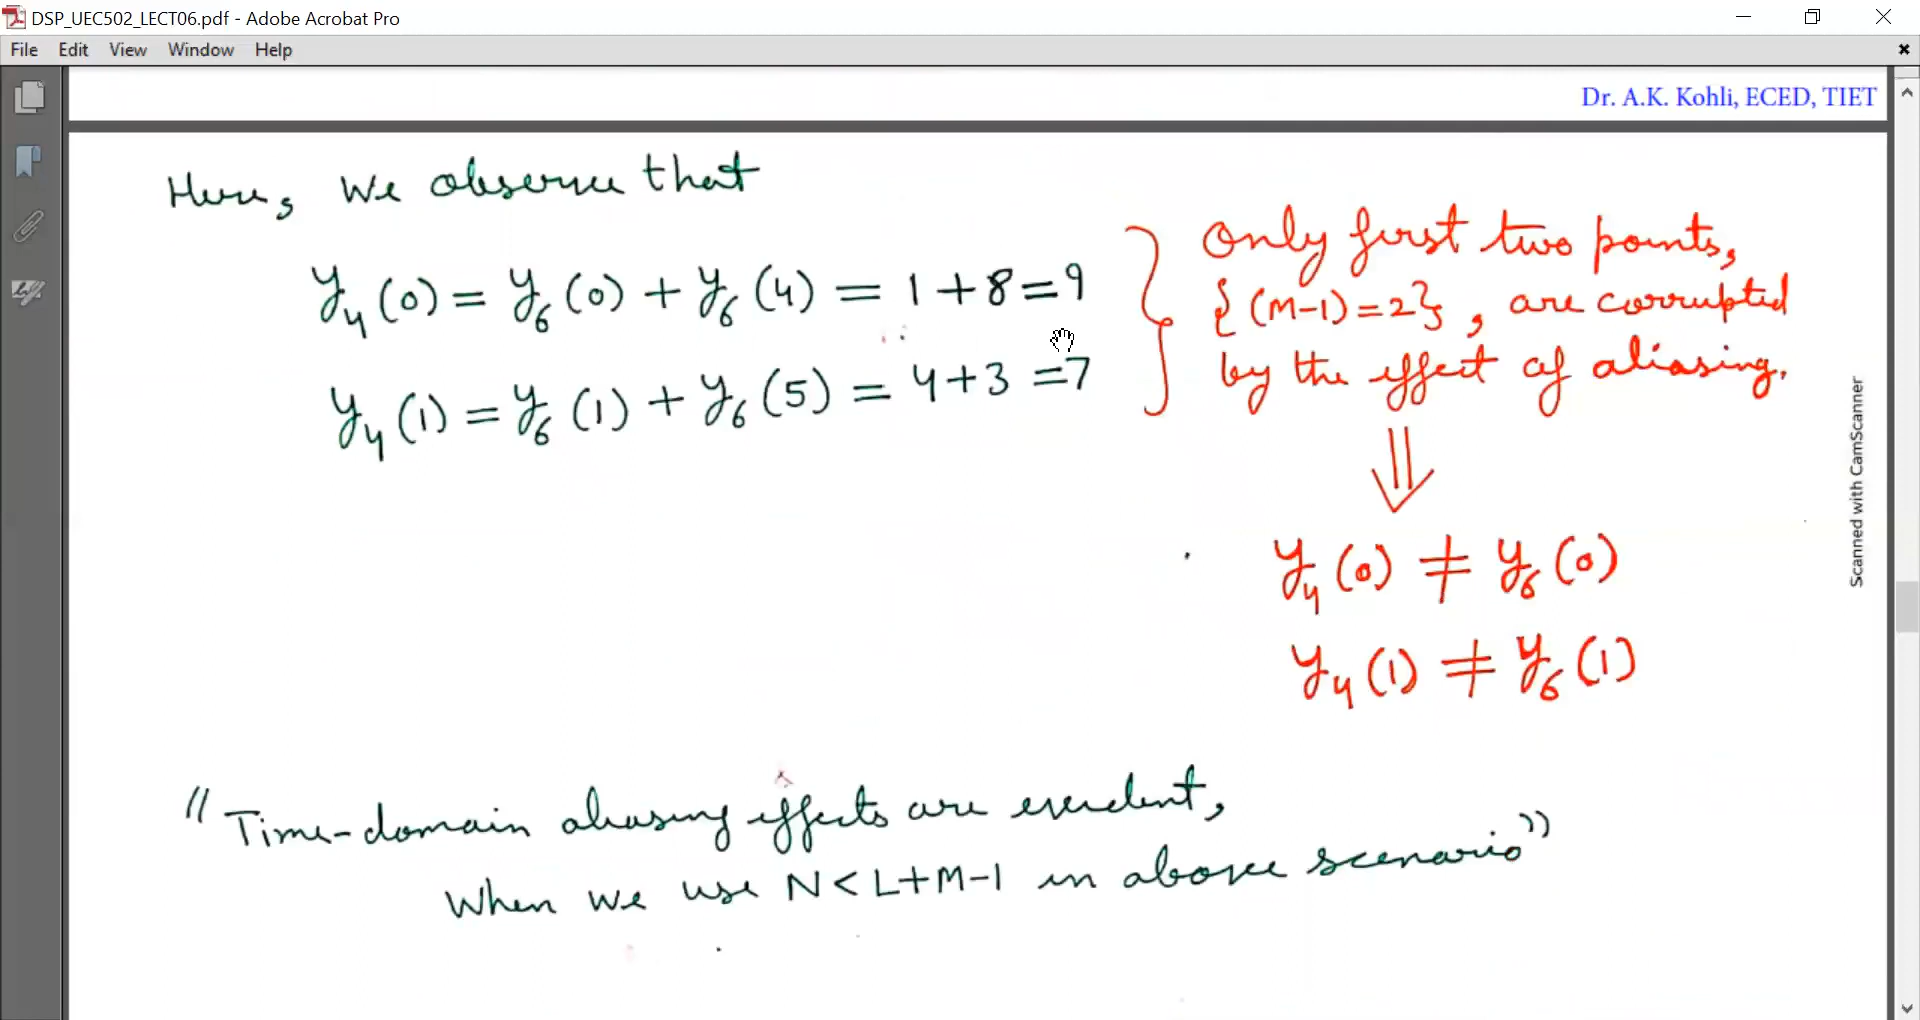 DSP_UEC502_LECT06.pdf - Adobe Acrobat Pro
File Edit View Window Help
Dr. A.K. Kohli, ECED, TIET
Here, We observe that
y₄(0) = y₆(0) + y₆(4) = 1+8=9
y₄(1) = y₆(1) + y₆(5) = 4+3=7
Only first two points,
{(M-1)=2}, are corrupted
by the effect of aliasing.
⇓
y₄(0) ≠ y₆(0)
y₄(1) ≠ y₆(1)
"Time-domain aliasing effects are evendent,
When we use N<L+M-1 in above scenario"
Scanned with CamScanner